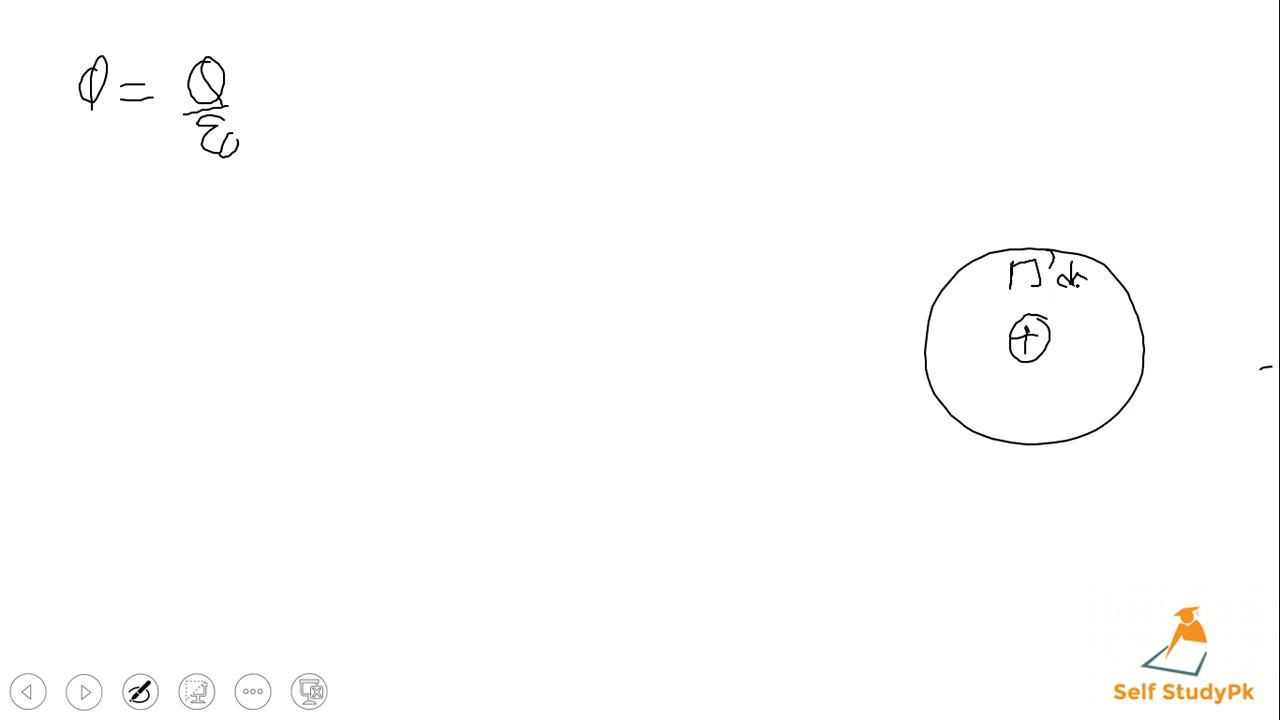 Φ = Q/ε₀
+
Self StudyPk